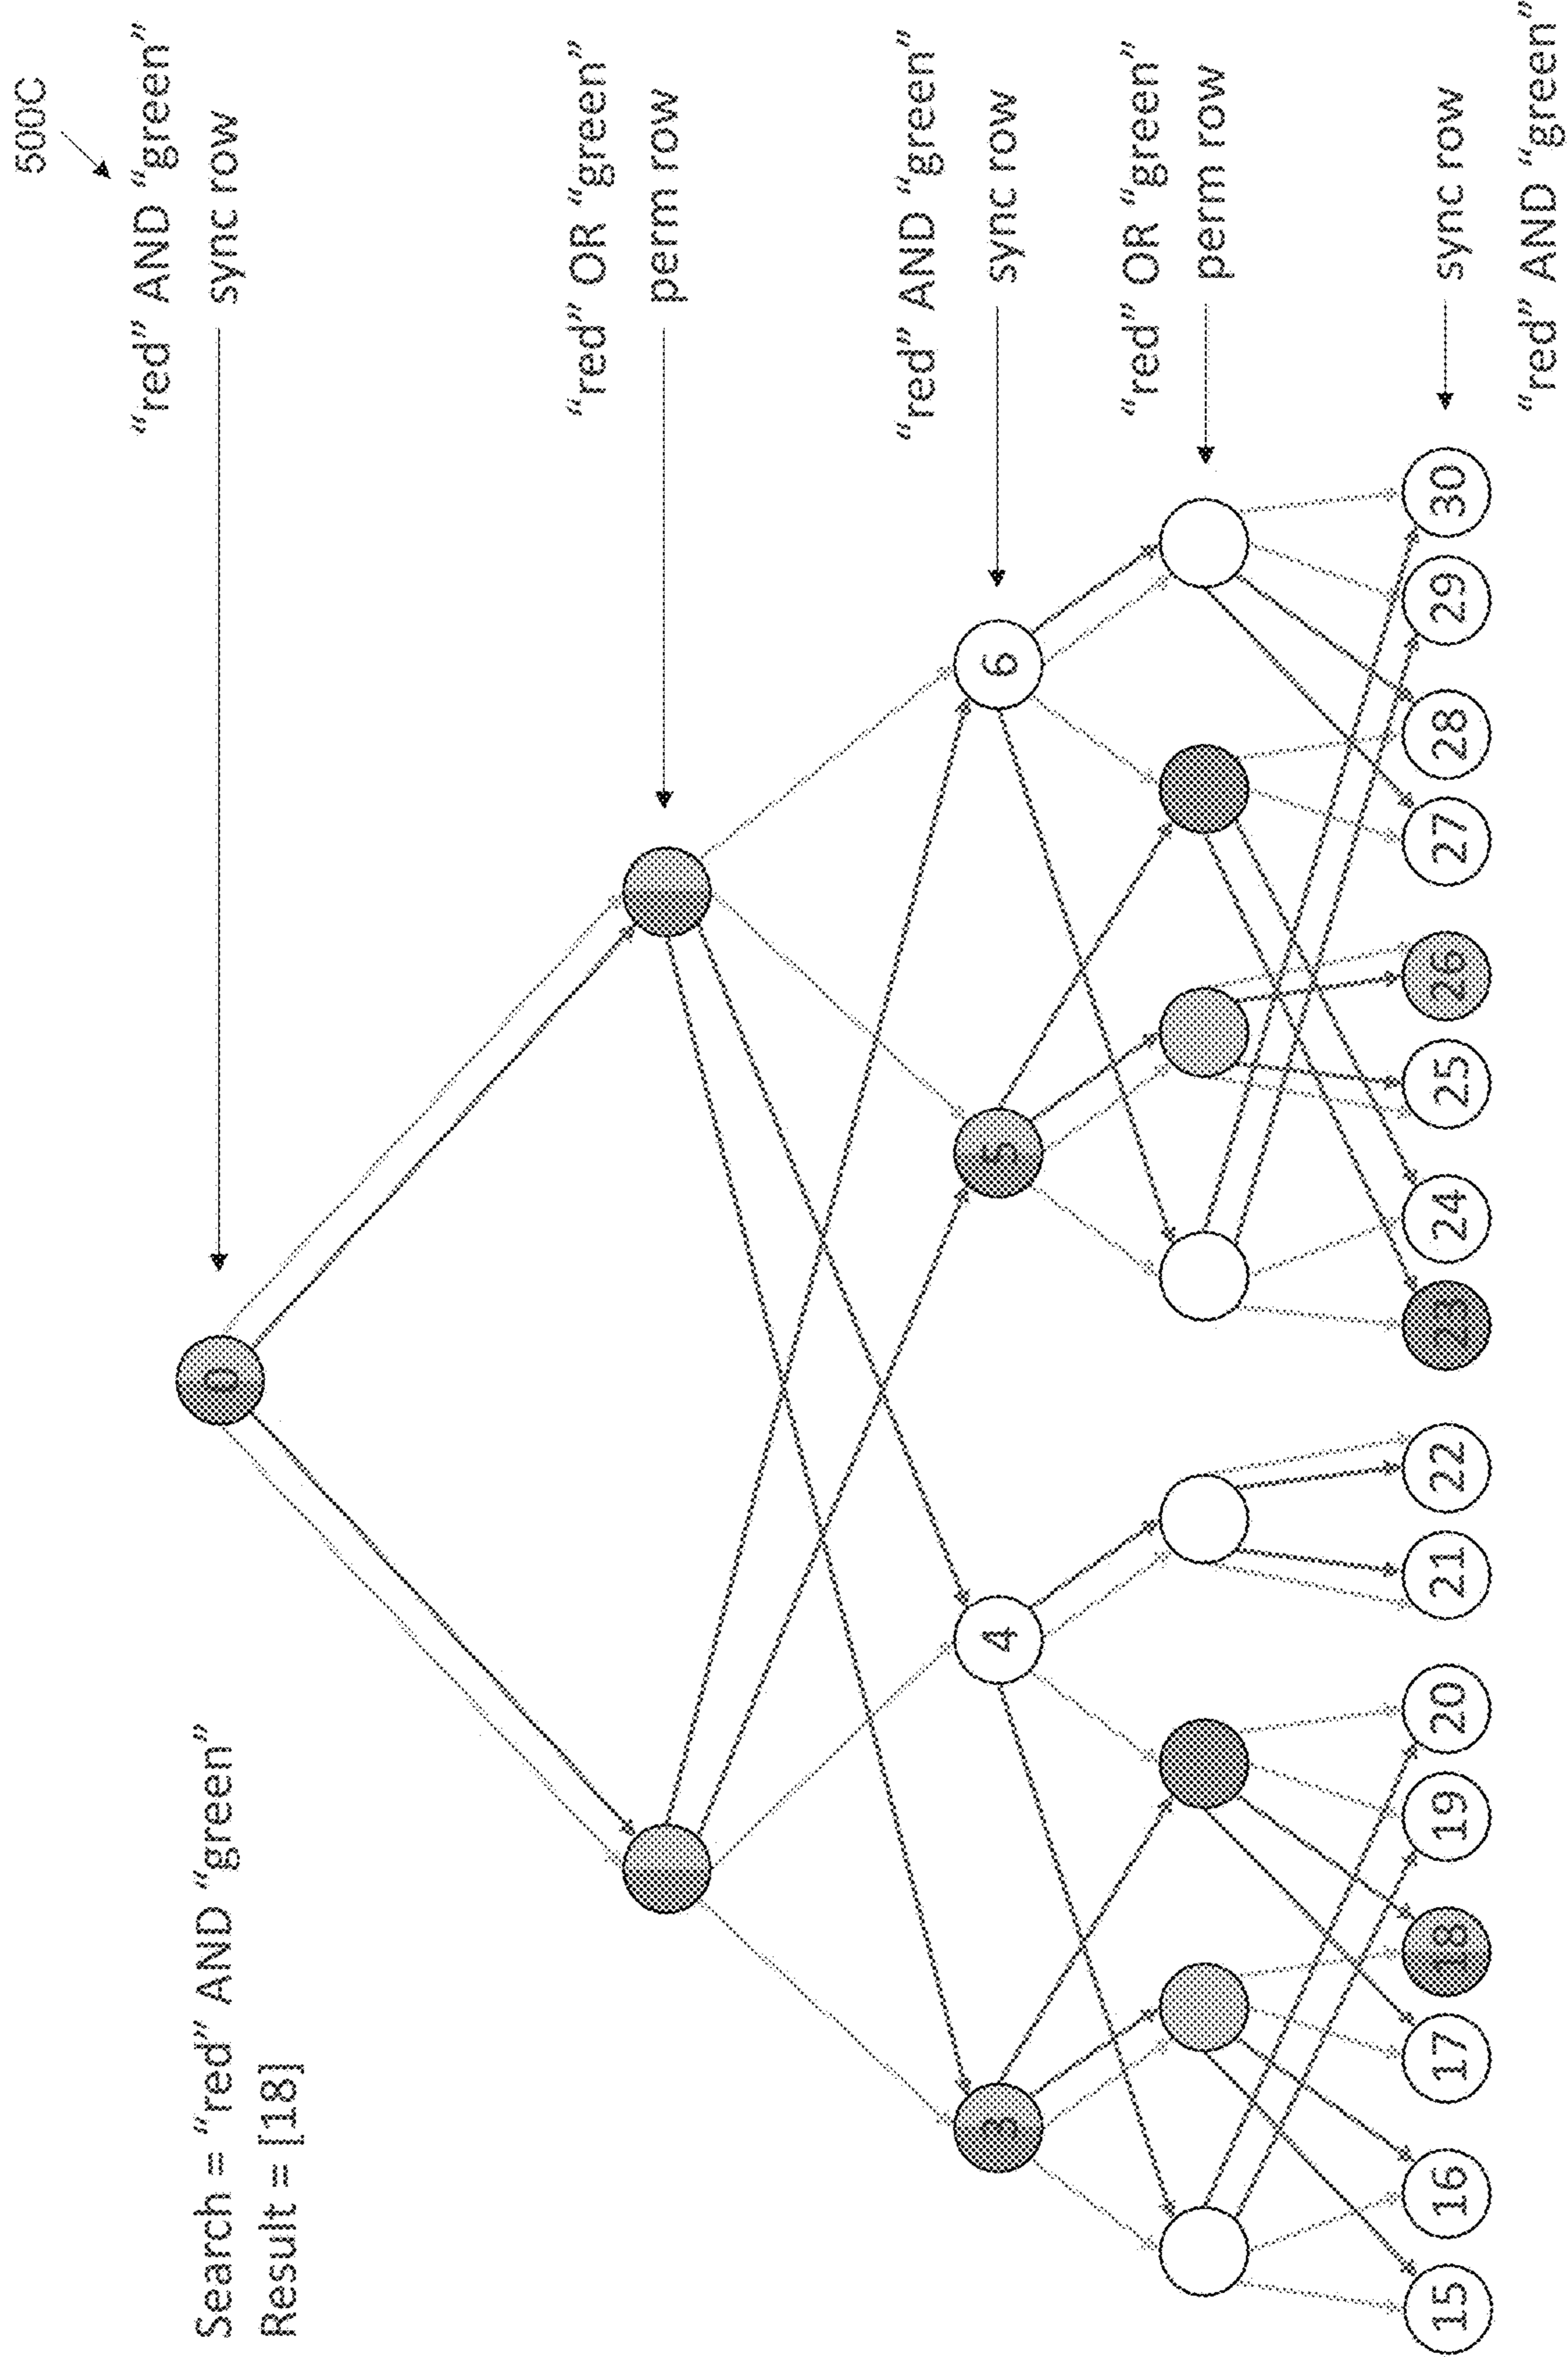 500C
Search = “red” AND “green”
Result = [18]
“red” AND “green”
sync row
0
“red” OR “green”
perm row
“red” AND “green”
sync row
3
4
5
6
“red” OR “green”
perm row
sync row
15
16
17
18
19
20
21
22
23
24
25
26
27
28
29
30
“red” AND “green”